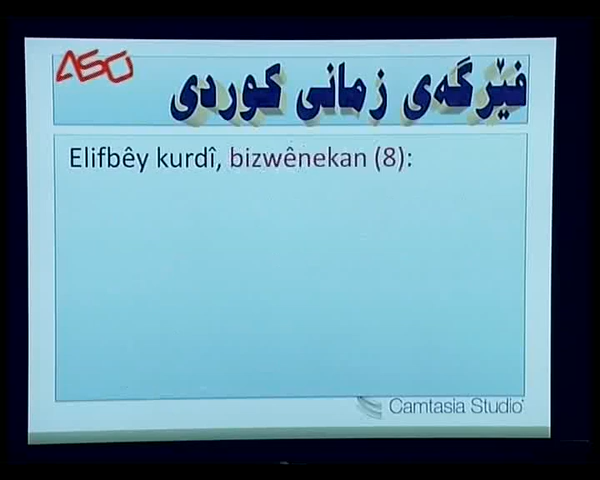 ASO
فێرگەی زمانی کوردی
Elifbêy kurdî, bizwênekan (8):
Camtasia Studio